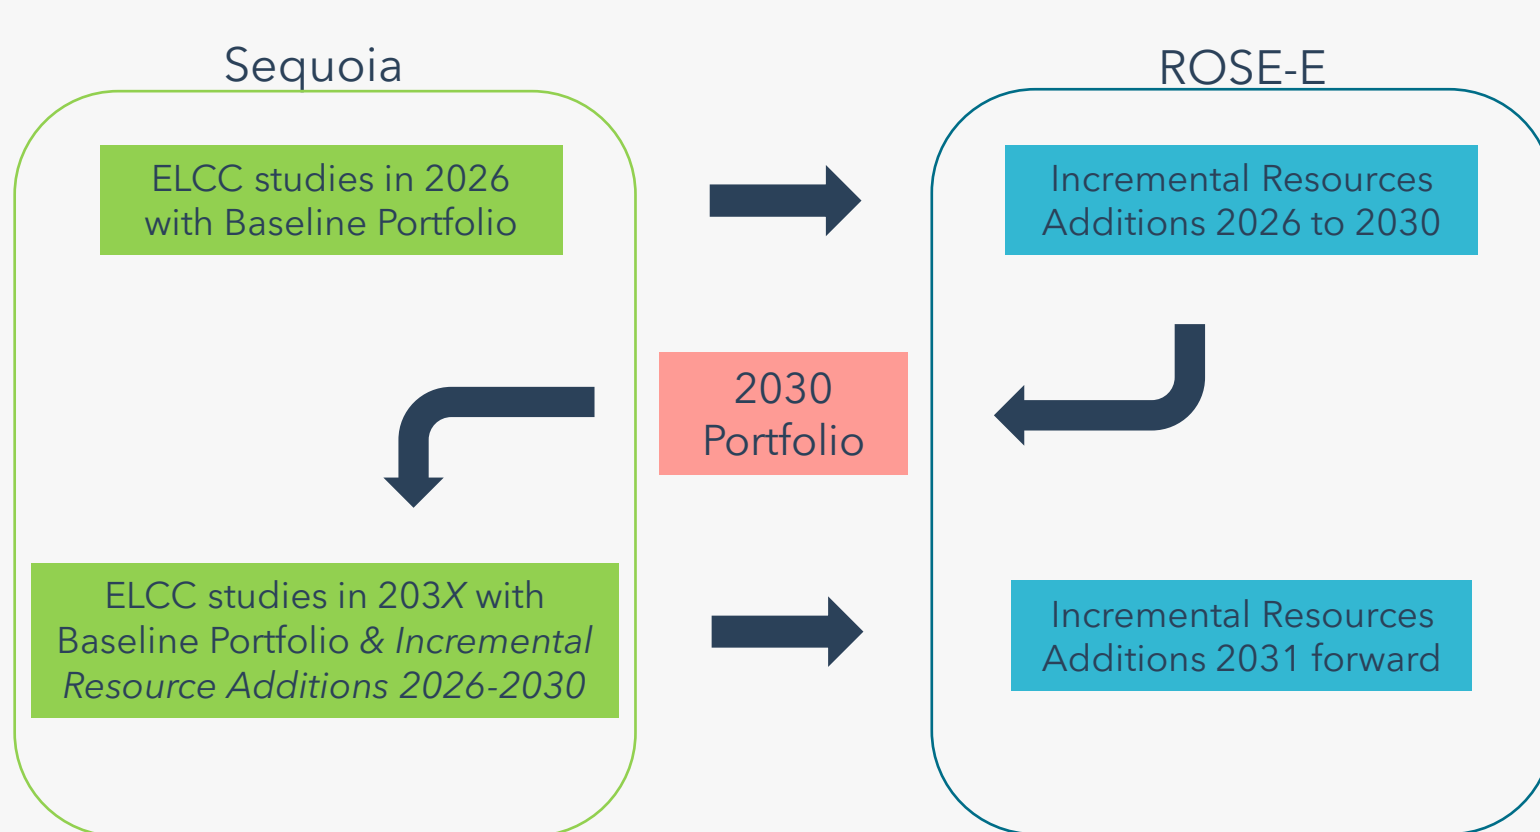 Sequoia
ROSE-E
ELCC studies in 2026
with Baseline Portfolio
Incremental Resources
Additions 2026 to 2030
2030
Portfolio
ELCC studies in 203X with
Baseline Portfolio & Incremental
Resource Additions 2026-2030
Incremental Resources
Additions 2031 forward